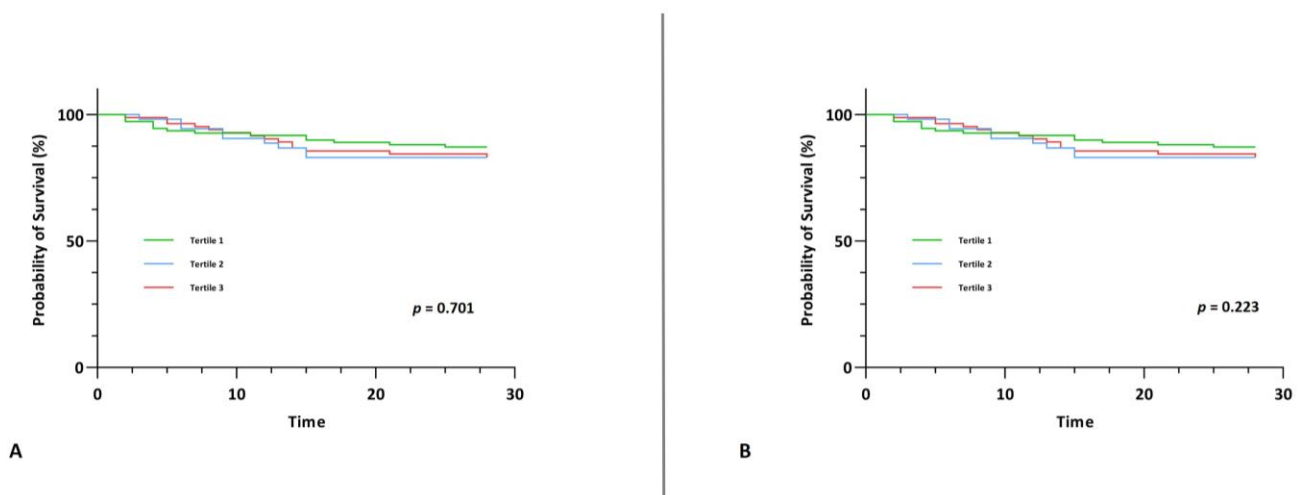 Probability of Survival (%)
100
50
0
Tertile 1
Tertile 2
Tertile 3
p = 0.701
0 10 20 30
Time
A
Probability of Survival (%)
100
50
0
Tertile 1
Tertile 2
Tertile 3
p = 0.223
0 10 20 30
Time
B